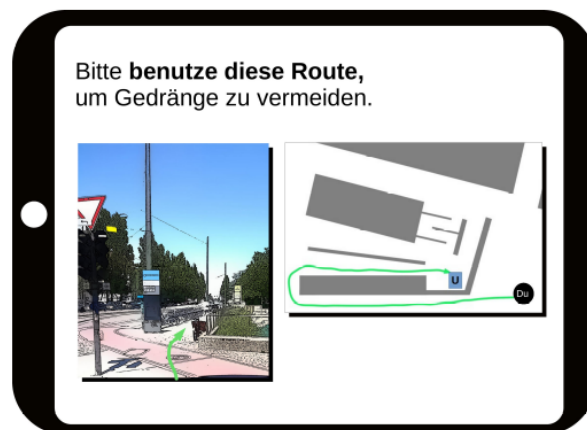 Bitte benutze diese Route,
um Gedränge zu vermeiden.
U
Du